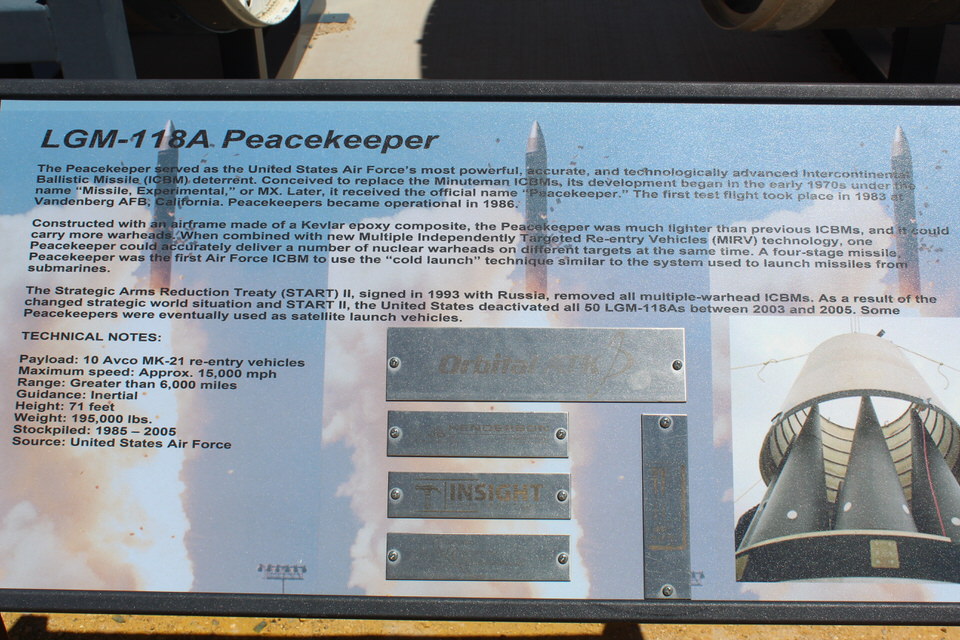 LGM-118A Peacekeeper
The Peacekeeper served as the United States Air Force's most powerful, accurate, and technologically advanced Intercontinental
Ballistic Missile (ICBM) deterrent. Conceived to replace the Minuteman ICBMs, its development began in the early 1970s under the
name "Missile, Experimental," or MX. Later, it received the official name "Peacekeeper." The first test flight took place in 1983 at
Vandenberg AFB, California. Peacekeepers became operational in 1986.
Constructed with an airframe made of a Kevlar epoxy composite, the Peacekeeper was much lighter than previous ICBMs, and it could
carry more warheads. When combined with new Multiple Independently Targeted Re-entry Vehicles (MIRV) technology, one
Peacekeeper could accurately deliver a number of nuclear warheads on different targets at the same time. A four-stage missile,
Peacekeeper was the first Air Force ICBM to use the "cold launch" technique similar to the system used to launch missiles from
submarines.
The Strategic Arms Reduction Treaty (START) II, signed in 1993 with Russia, removed all multiple-warhead ICBMs. As a result of the
changed strategic world situation and START II, the United States deactivated all 50 LGM-118As between 2003 and 2005. Some
Peacekeepers were eventually used as satellite launch vehicles.
TECHNICAL NOTES:
Payload: 10 Avco MK-21 re-entry vehicles
Maximum speed: Approx. 15,000 mph
Range: Greater than 6,000 miles
Guidance: Inertial
Height: 71 feet
Weight: 195,000 lbs.
Stockpiled: 1985 – 2005
Source: United States Air Force
Orbital ATK
INSIGHT